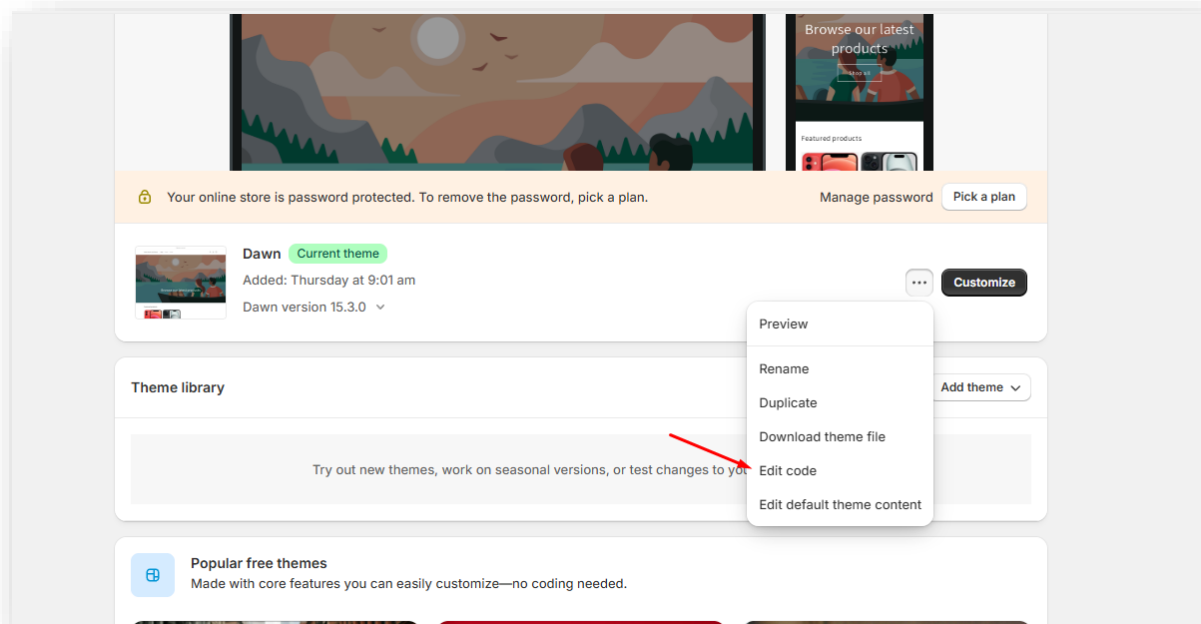 Browse our latest
products
Shop all
Featured products
Your online store is password protected. To remove the password, pick a plan.
Manage password
Pick a plan
Dawn
Current theme
Added: Thursday at 9:01 am
Dawn version 15.3.0
Customize
Preview
Rename
Duplicate
Download theme file
Edit code
Edit default theme content
Theme library
Add theme
Try out new themes, work on seasonal versions, or test changes to
Popular free themes
Made with core features you can easily customize—no coding needed.